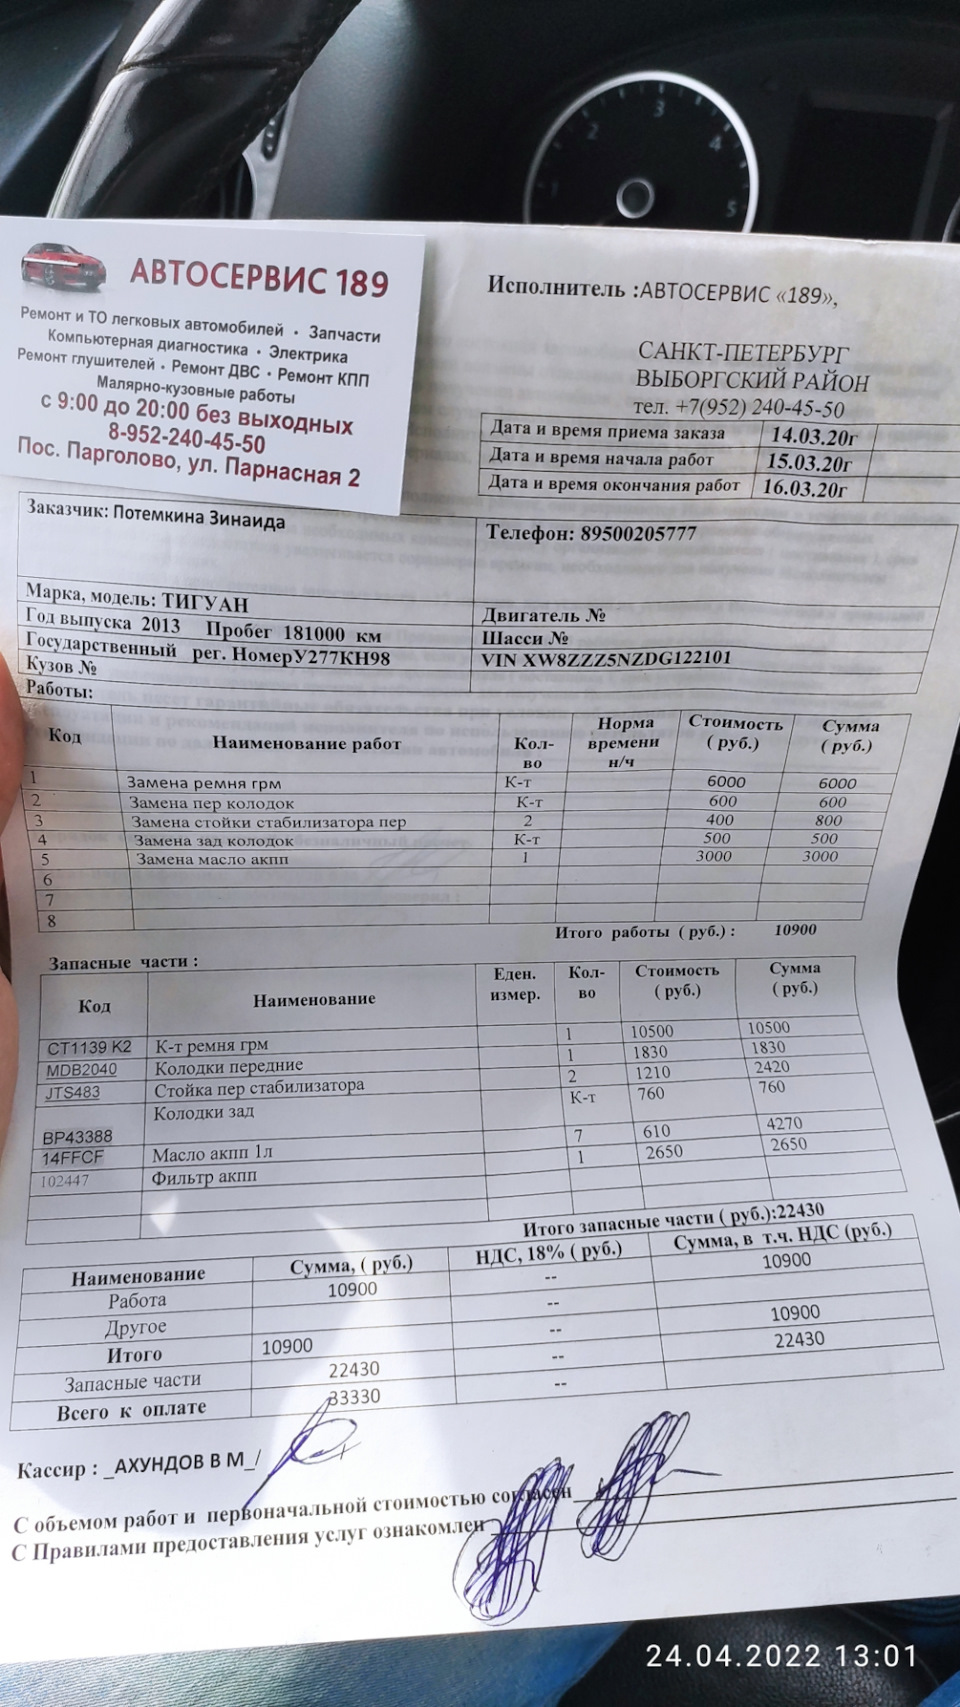 1
2
3
4
5
АВТОСЕРВИС 189
Ремонт и ТО легковых автомобилей • Запчасти
Компьютерная диагностика • Электрика
Ремонт глушителей • Ремонт ДВС • Ремонт КПП
Малярно-кузовные работы
с 9:00 до 20:00 без выходных
8-952-240-45-50
Пос. Парголово, ул. Парнасная 2
Исполнитель :АВТОСЕРВИС «189»,
САНКТ-ПЕТЕРБУРГ
ВЫБОРГСКИЙ РАЙОН
тел. +7(952) 240-45-50
Дата и время приема заказа 14.03.20г
Дата и время начала работ 15.03.20г
Дата и время окончания работ 16.03.20г
Заказчик: Потемкина Зинаида Телефон: 89500205777
Марка, модель: ТИГУАН Двигатель №
Год выпуска 2013 Пробег 181000 км Шасси №
Государственный рег. НомерУ277КН98 VIN XW8ZZZ5NZDG122101
Кузов №
Работы:
Код Наименование работ Кол-во Норма времени н/ч Стоимость ( руб.) Сумма ( руб.)
1 Замена ремня грм К-т 6000 6000
2 Замена пер колодок К-т 600 600
3 Замена стойки стабилизатора пер 2 400 800
4 Замена зад колодок К-т 500 500
5 Замена масло акпп 1 3000 3000
6
7
8
Итого работы ( руб.) : 10900
Запасные части :
Код Наименование Еден. измер. Кол-во Стоимость ( руб.) Сумма ( руб.)
CT1139 K2 К-т ремня грм 1 10500 10500
MDB2040 Колодки передние 1 1830 1830
JTS483 Стойка пер стабилизатора 2 1210 2420
BP43388 Колодки зад К-т 760 760
14FFCF Масло акпп 1л 7 610 4270
102447 Фильтр акпп 1 2650 2650
Итого запасные части ( руб.):22430
Наименование Сумма, ( руб.) НДС, 18% ( руб.) Сумма, в т.ч. НДС (руб.)
Работа 10900 -- 10900
Другое --
Итого 10900 -- 10900
Запасные части 22430 -- 22430
Всего к оплате 33330 --
Кассир : _АХУНДОВ В М_/
С объемом работ и первоначальной стоимостью согласен
С Правилами предоставления услуг ознакомлен
24.04.2022 13:01